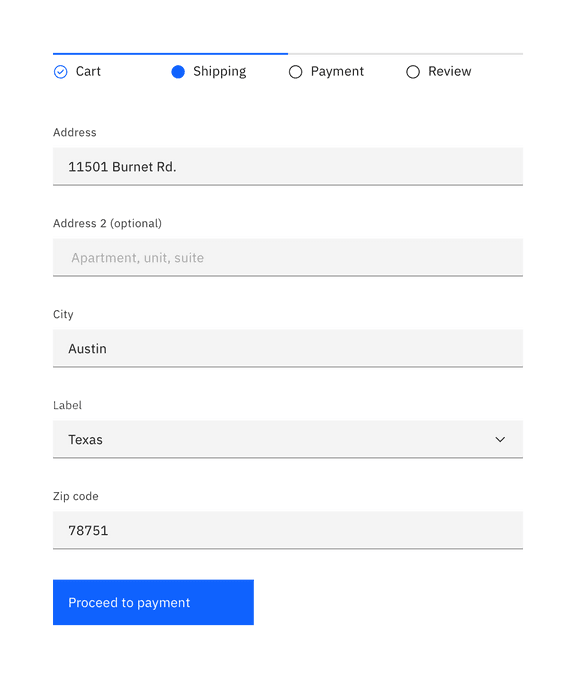 Cart Shipping Payment Review
Address
11501 Burnet Rd.
Address 2 (optional)
Apartment, unit, suite
City
Austin
Label
Texas
Zip code
78751
Proceed to payment